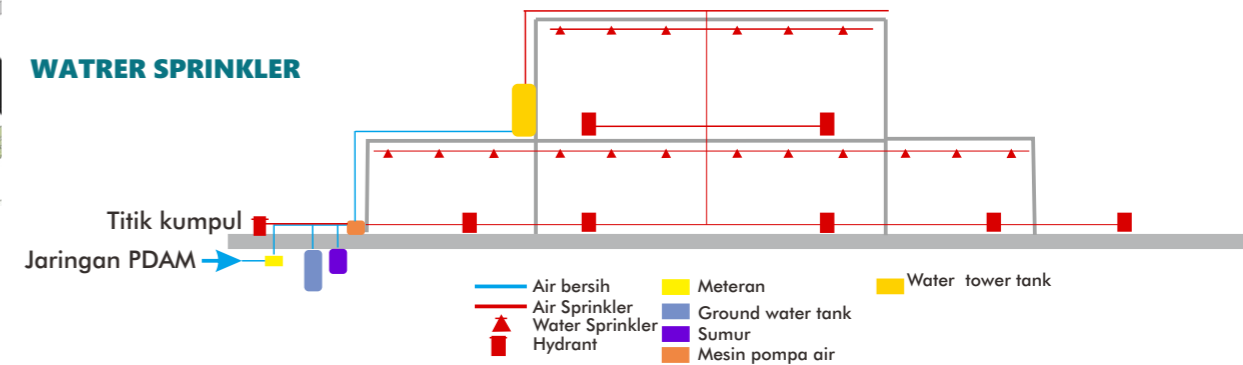 WATRER SPRINKLER
Titik kumpul
Jaringan PDAM
Air bersih
Air Sprinkler
Water Sprinkler
Hydrant
Meteran
Ground water tank
Sumur
Mesin pompa air
Water tower tank